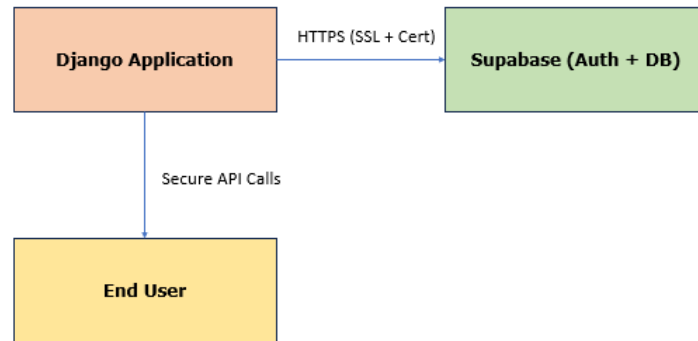 HTTPS (SSL + Cert)
Django Application
Supabase (Auth + DB)
Secure API Calls
End User